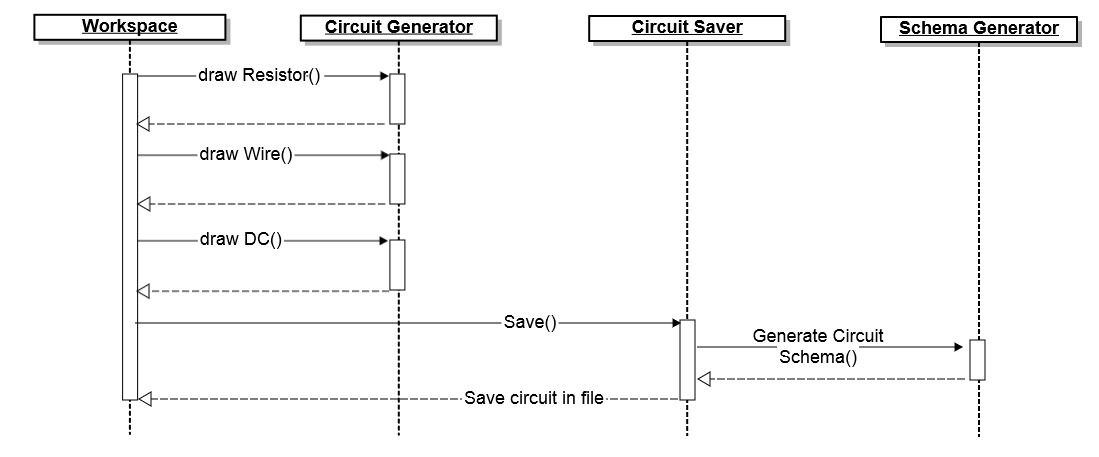 Workspace
Circuit Generator
Circuit Saver
Schema Generator
draw Resistor()
draw Wire()
draw DC()
Save()
Generate Circuit
Schema()
Save circuit in file